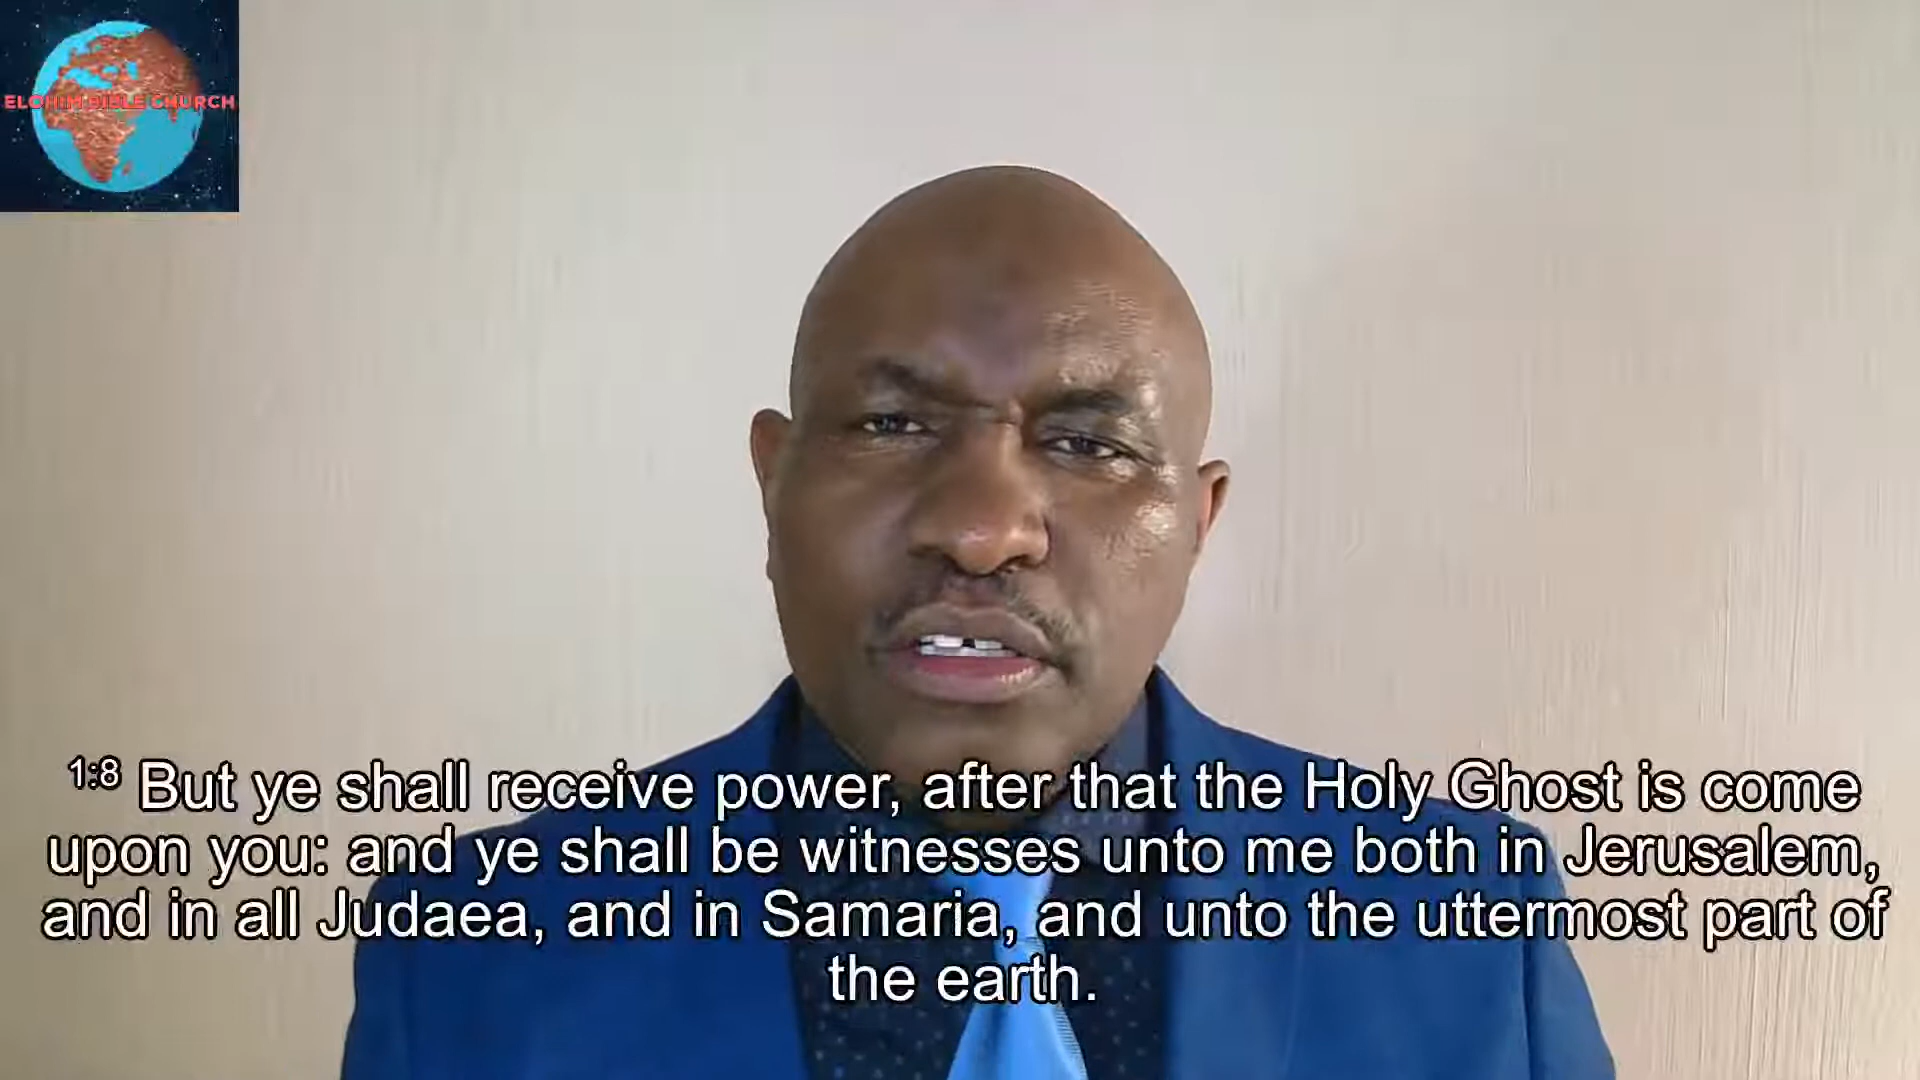 ELOHIM BIBLE CHURCH
1:8 But ye shall receive power, after that the Holy Ghost is come
upon you: and ye shall be witnesses unto me both in Jerusalem,
and in all Judaea, and in Samaria, and unto the uttermost part of
the earth.